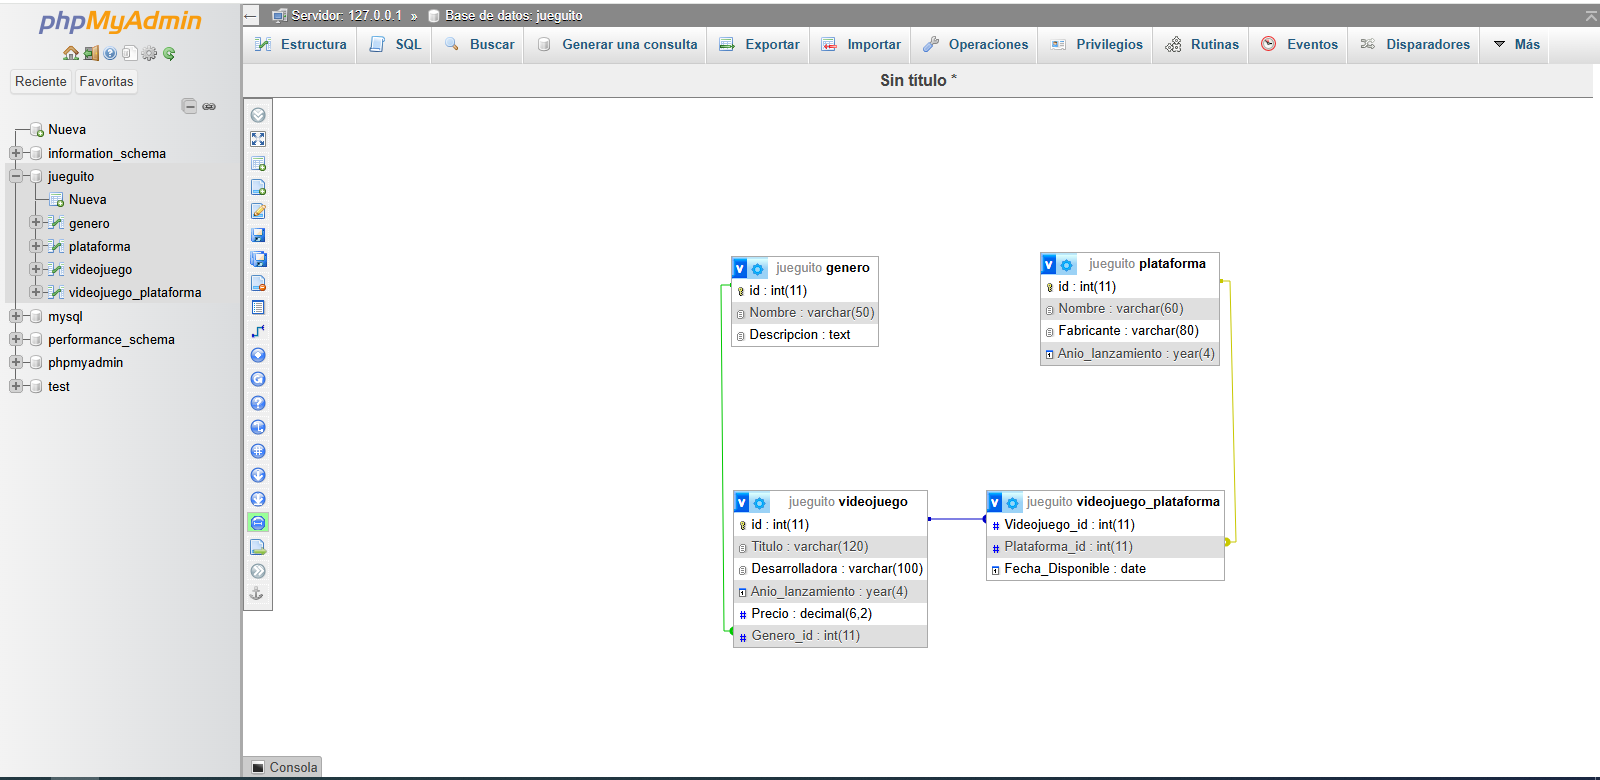 phpMyAdmin
Reciente
Favoritas
Nueva
information_schema
jueguito
Nueva
genero
plataforma
videojuego
videojuego_plataforma
mysql
performance_schema
phpmyadmin
test
Servidor: 127.0.0.1 » Base de datos: jueguito
Estructura
SQL
Buscar
Generar una consulta
Exportar
Importar
Operaciones
Privilegios
Rutinas
Eventos
Disparadores
Más
Sin título *
jueguito genero
id : int(11)
Nombre : varchar(50)
Descripcion : text
jueguito plataforma
id : int(11)
Nombre : varchar(60)
Fabricante : varchar(80)
Anio_lanzamiento : year(4)
jueguito videojuego
id : int(11)
Titulo : varchar(120)
Desarrolladora : varchar(100)
Anio_lanzamiento : year(4)
# Precio : decimal(6,2)
# Genero_id : int(11)
jueguito videojuego_plataforma
# Videojuego_id : int(11)
# Plataforma_id : int(11)
Fecha_Disponible : date
Consola